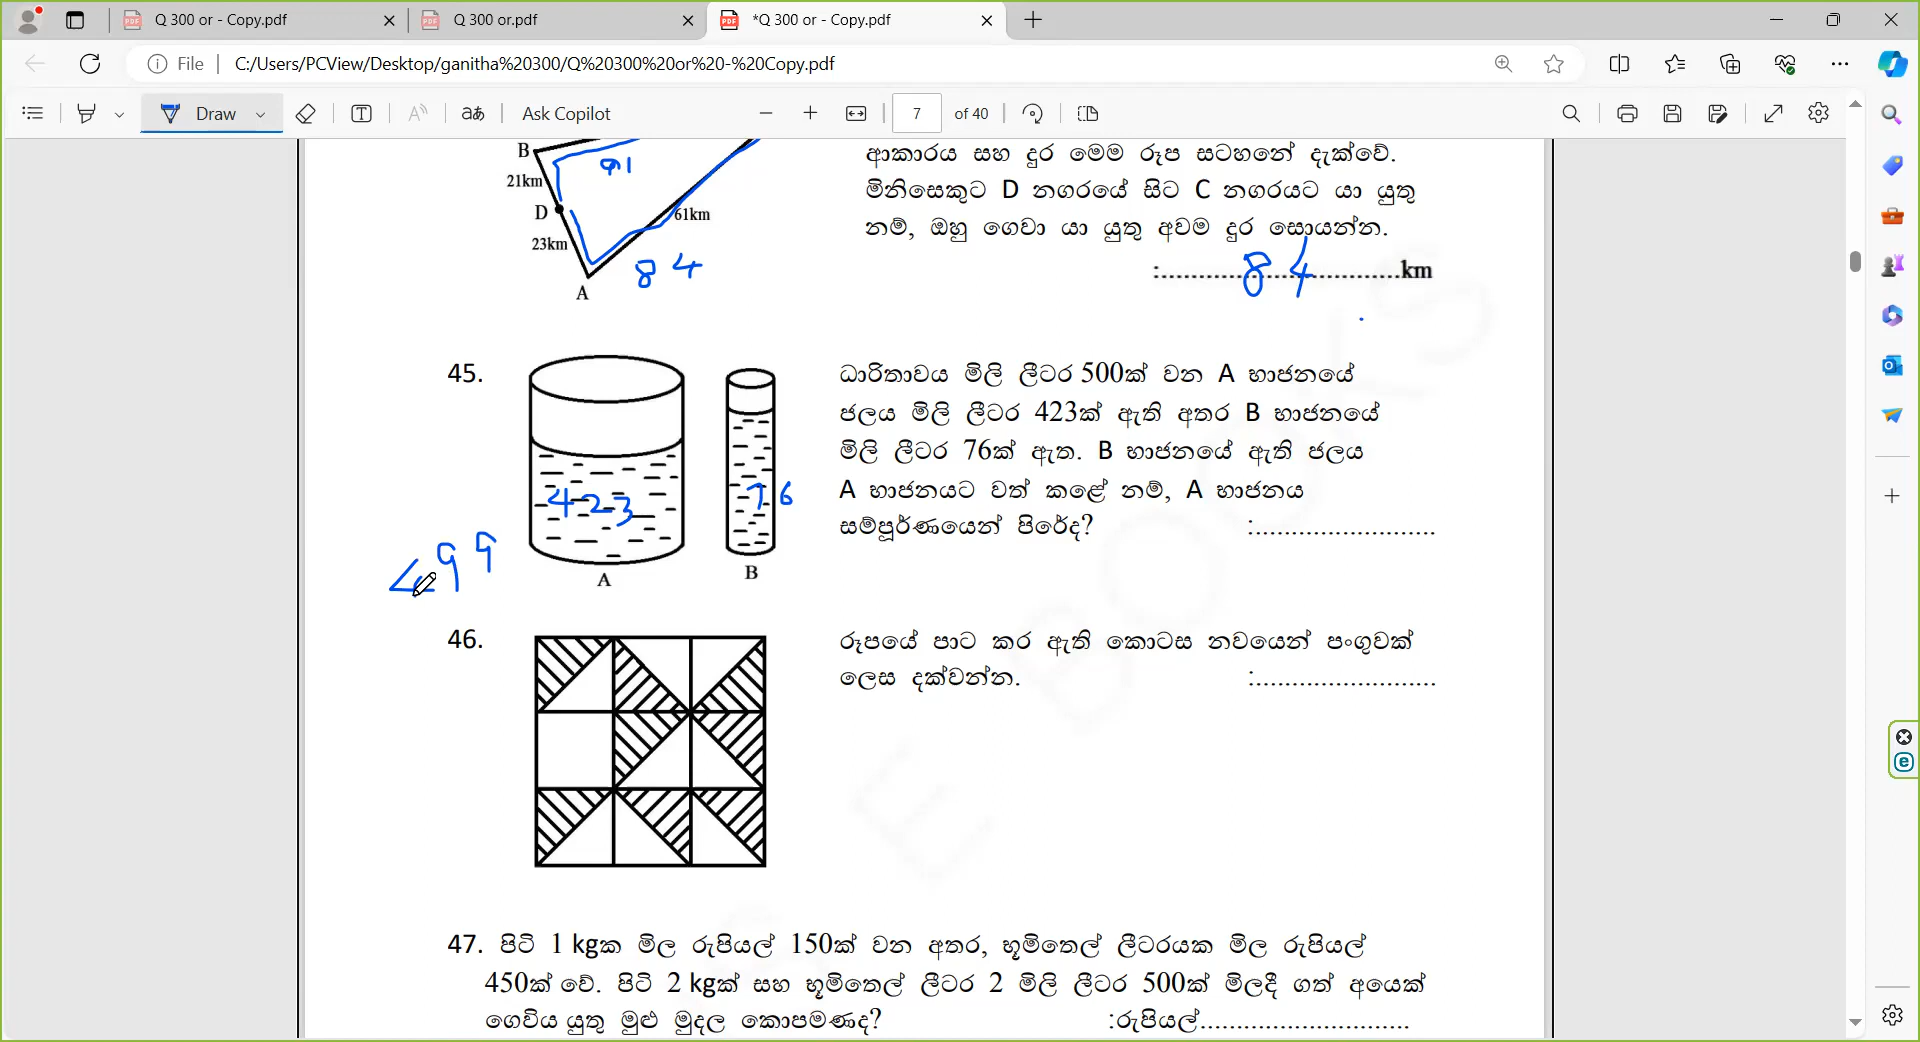 Q 300 or - Copy.pdf
Q 300 or.pdf
*Q 300 or - Copy.pdf
File
C:/Users/PCView/Desktop/ganitha%20300/Q%20300%20or%20-%20Copy.pdf
Draw
aあ
Ask Copilot
7
of 40
B
21km
D
23km
A
61km
91
84
ආකාරය සහ දුර මෙම රූප සටහනේ දැක්වේ.
මිනිසෙකුට D නගරයේ සිට C නගරයට යා යුතු
නම්, ඔහු ගෙවා යා යුතු අවම දුර සොයන්න.
:................................km
84
45.
423
76
499
A
B
ධාරිතාවය මිලි ලීටර 500ක් වන A භාජනයේ
ජලය මිලි ලීටර 423ක් ඇති අතර B භාජනයේ
මිලි ලීටර 76ක් ඇත. B භාජනයේ ඇති ජලය
A භාජනයට වත් කළේ නම්, A භාජනය
සම්පූර්ණයෙන් පිරේද?
:........................
46.
රූපයේ පාට කර ඇති කොටස නවයෙන් පංගුවක්
ලෙස දක්වන්න.
:........................
47. පිටි 1 kgක මිල රුපියල් 150ක් වන අතර, භූමිතෙල් ලීටරයක මිල රුපියල්
450ක් වේ. පිටි 2 kgක් සහ භූමිතෙල් ලීටර 2 මිලි ලීටර 500ක් මිලදී ගත් අයෙක්
ගෙවිය යුතු මුළු මුදල කොපමණද?
:රුපියල්............................